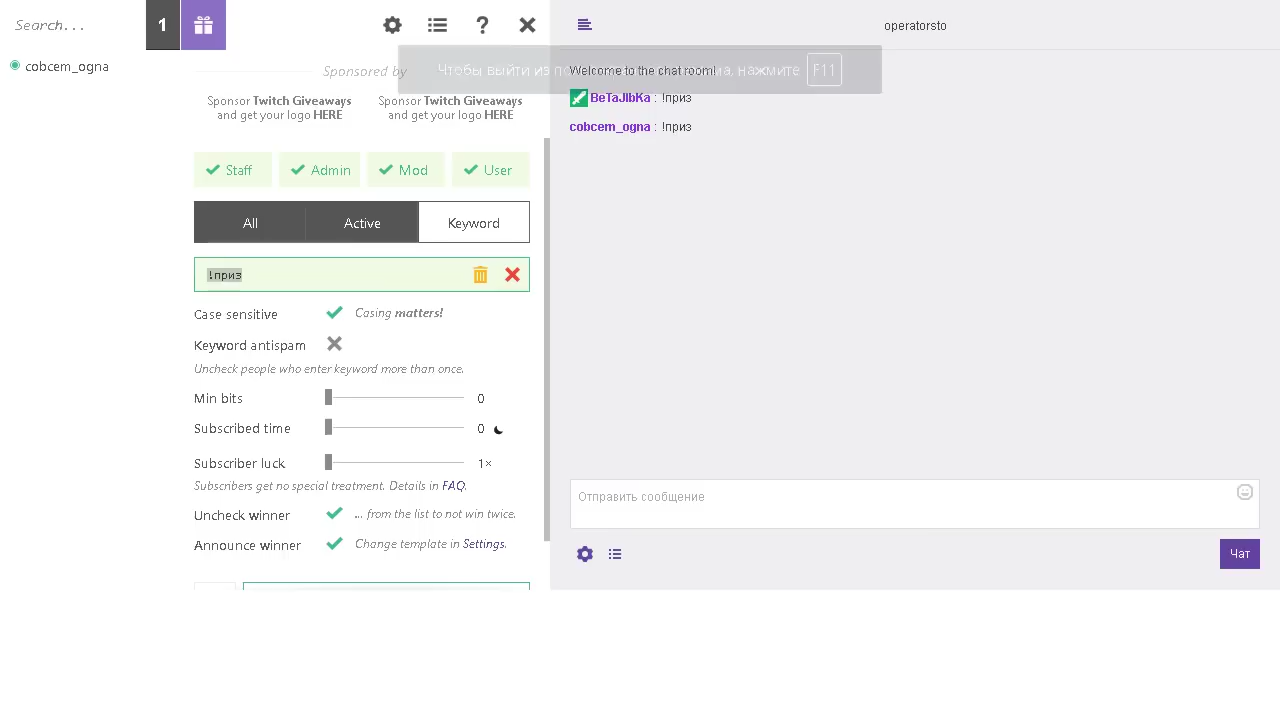 Search...
1
cobcem_ogna
Sponsored by
Sponsor Twitch Giveaways
and get your logo HERE
Sponsor Twitch Giveaways
and get your logo HERE
Staff
Admin
Mod
User
All
Active
Keyword
!приз
Case sensitive
Casing matters!
Keyword antispam
Uncheck people who enter keyword more than once.
Min bits
0
Subscribed time
0
Subscriber luck
1×
Subscribers get no special treatment. Details in FAQ.
Uncheck winner
... from the list to not win twice.
Announce winner
Change template in Settings.
operatorsto
Чтобы выйти из
нажмите F11
Welcome to the chat room!
BeTaJIbKa : !приз
cobcem_ogna : !приз
Отправить сообщение
Чат